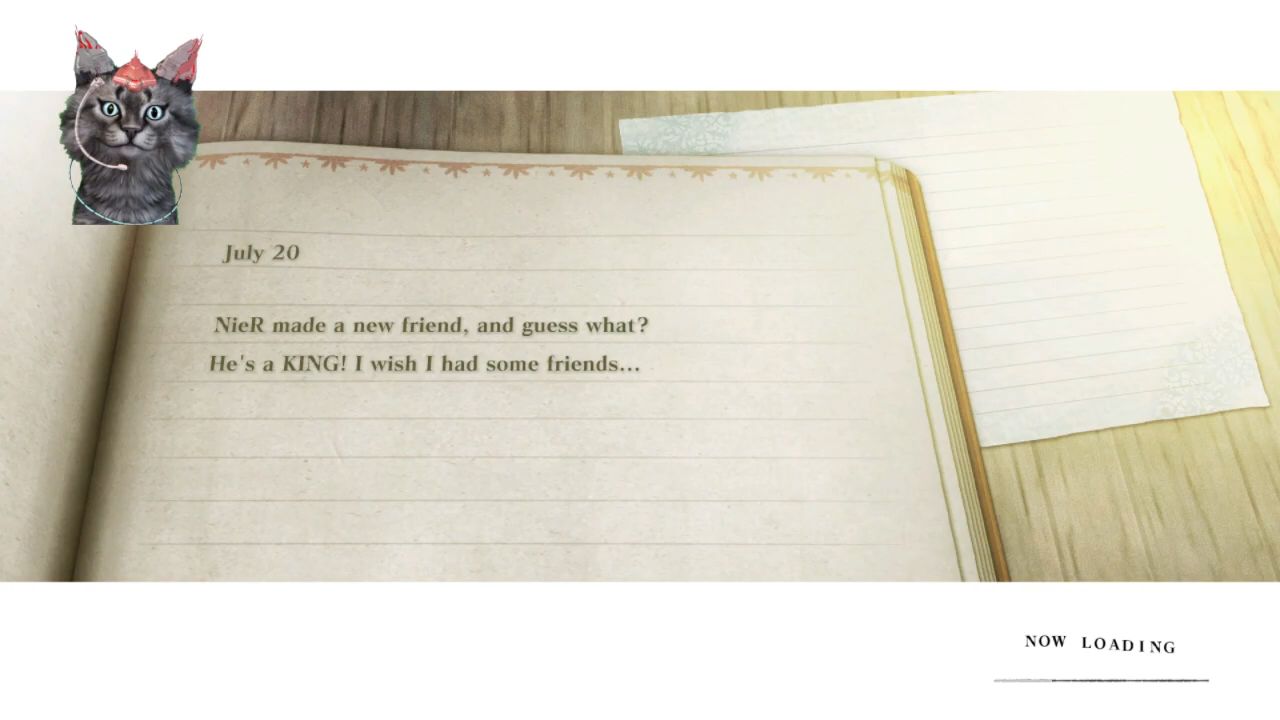 July 20
NieR made a new friend, and guess what?
He's a KING! I wish I had some friends...
NOW LOADING